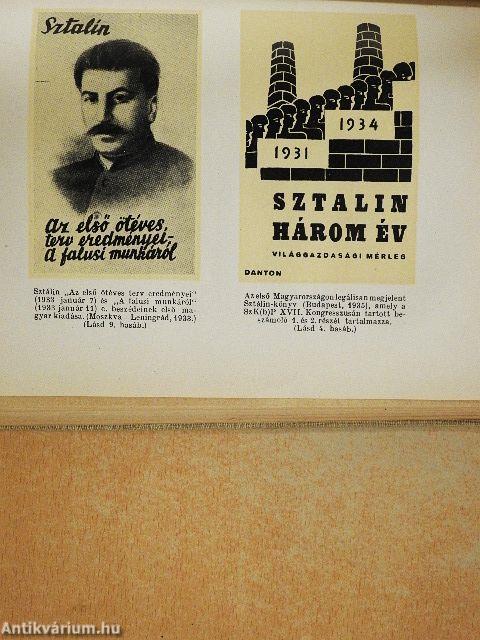 Sztalin
Az első ötéves
terv eredményei-
A falusi munkáról
Sztálin „Az első ötéves terv eredményei"
(1933 január 7) és „A falusi munkáról"
(1933 január 11) c. beszédeinek első ma-
gyar kiadása. (Moszkva—Leningrád, 1933.)
(Lásd 9. hasáb.)
1931
1934
SZTALIN
HÁROM ÉV
VILÁGGAZDASÁGI MÉRLEG
DANTON
Az első Magyarországon legálisan megjelent
Sztálin-könyv (Budapest, 1935), amely a
SzK(b)P XVII. Kongresszusán tartott be-
számoló 1. és 2. részét tartalmazza.
(Lásd 4. hasáb).
Antikvárium.hu